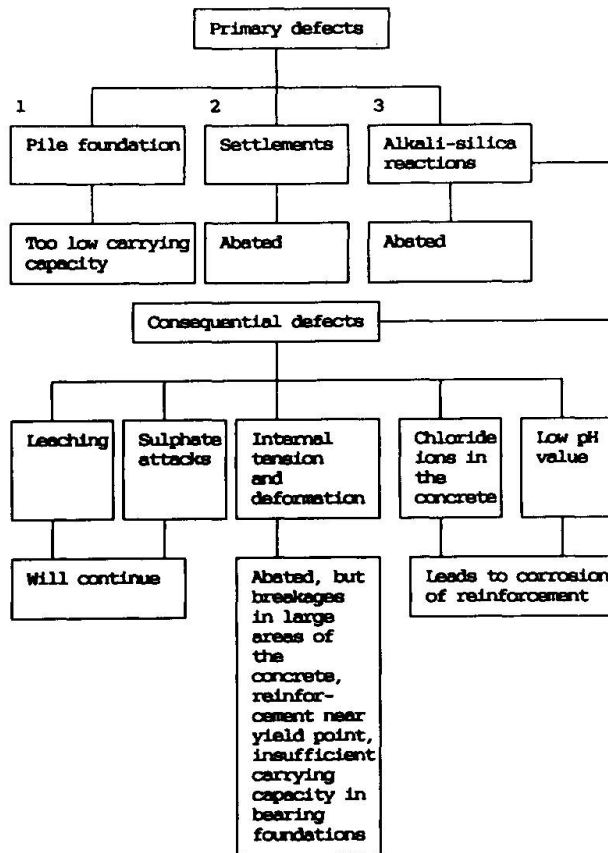 Primary defects
1
2
3
Pile foundation
Settlements
Alkali-silica
reactions
Too low carrying
capacity
Abated
Abated
Consequential defects
Leaching
Sulphate
attacks
Internal
tension
and
deformation
Chloride
ions in
the
concrete
Low pH
value
Will continue
Abated, but
breakages
in large
areas of
the
concrete,
reinfor-
cement near
yield point,
insufficient
carrying
capacity in
bearing
foundations
Leads to corrosion
of reinforcement